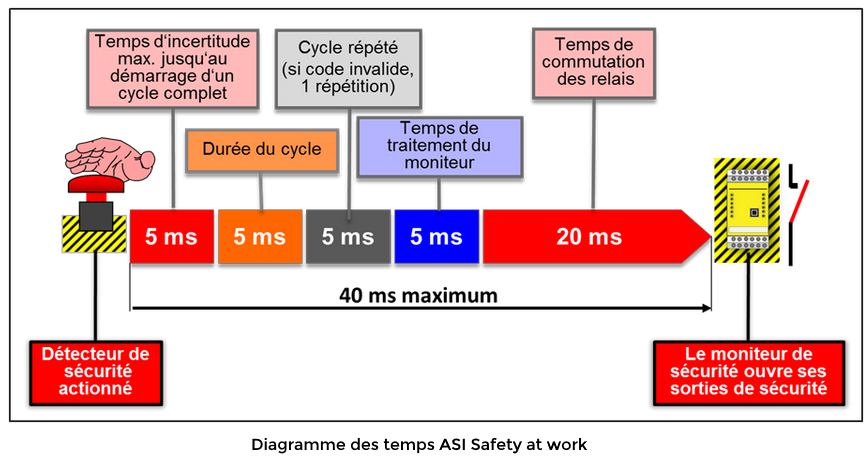 Temps d‘incertitude
max. jusqu‘au
démarrage d‘un
cycle complet
Cycle répété
(si code invalide,
1 répétition)
Temps de
commutation
des relais
Durée du cycle
Temps de
traitement du
moniteur
5 ms
5 ms
5 ms
5 ms
20 ms
40 ms maximum
Détecteur de
sécurité
actionné
Le moniteur de
sécurité ouvre ses
sorties de sécurité
Diagramme des temps ASI Safety at work